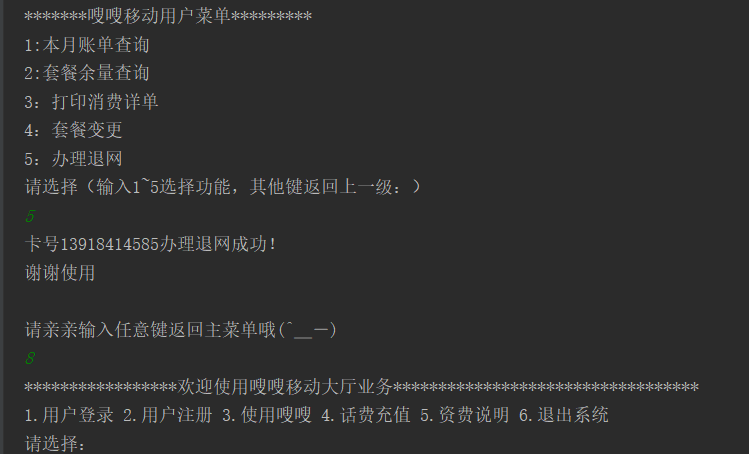 *******嗖嗖移动用户菜单*********
1:本月账单查询
2:套餐余量查询
3: 打印消费详单
4: 套餐变更
5: 办理退网
请选择（输入1~5选择功能，其他键返回上一级：）
5
卡号13918414585办理退网成功!
谢谢使用
请亲亲输入任意键返回主菜单哦(^__－)
8
*****************欢迎使用嗖嗖移动大厅业务**********************************
1.用户登录 2.用户注册 3.使用嗖嗖 4.话费充值 5.资费说明 6.退出系统
请选择: